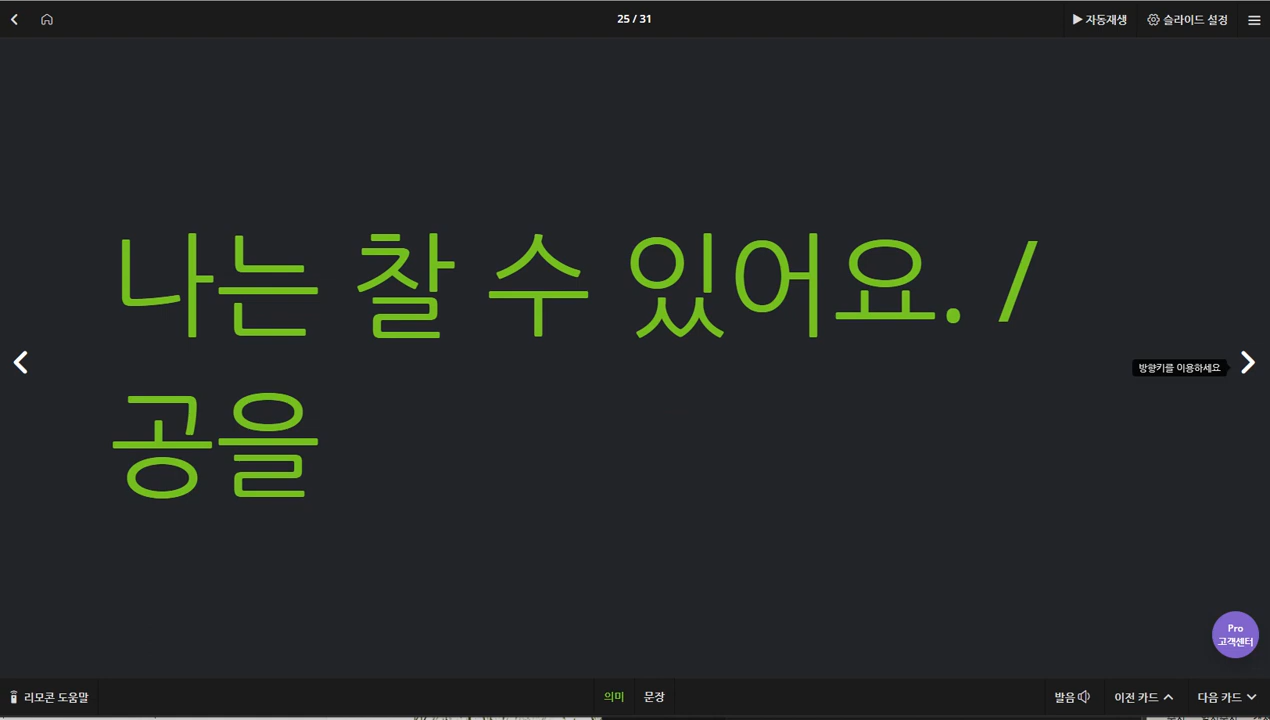 25 / 31
▶ 자동재생
슬라이드 설정
나는 찰 수 있어요. /
공을
방향키를 이용하세요
Pro
고객센터
리모콘 도움말
의미
문장
발음
이전 카드
다음 카드